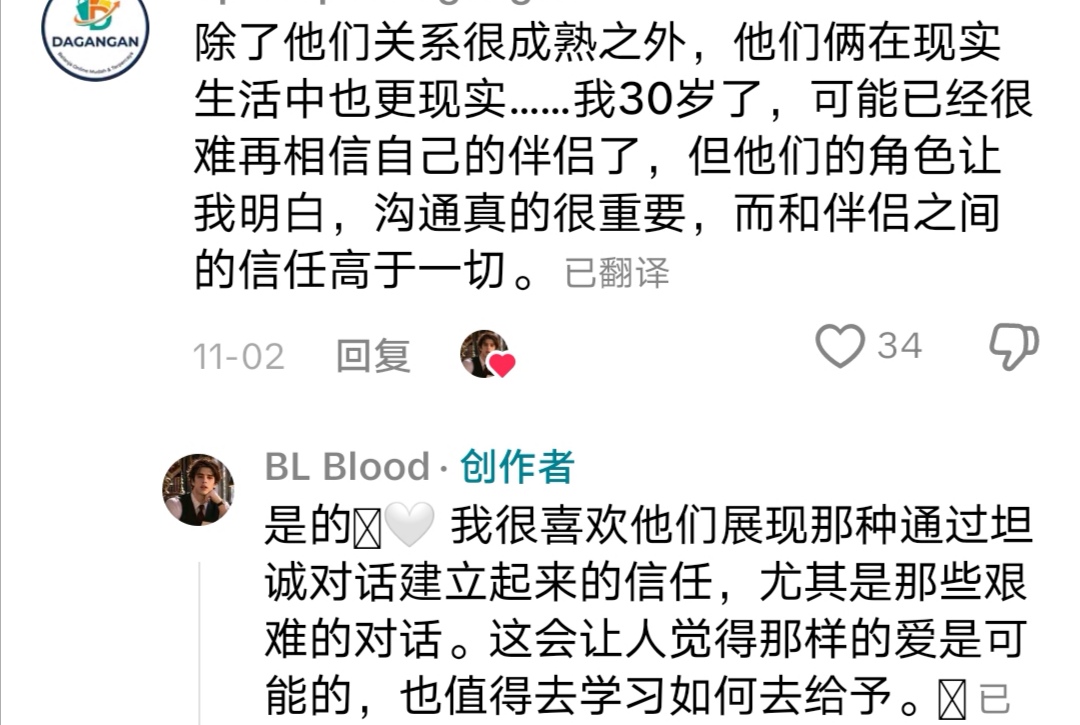 DAGANGAN
除了他们关系很成熟之外，他们俩在现实
生活中也更现实……我30岁了，可能已经很
难再相信自己的伴侣了，但他们的角色让
我明白，沟通真的很重要，而和伴侣之间
的信任高于一切。 已翻译
11-02 回复 34
BL Blood · 创作者
是的🤍 我很喜欢他们展现那种通过坦
诚对话建立起来的信任，尤其是那些艰
难的对话。这会让人觉得那样的爱是可
能的，也值得去学习如何去给予。 已